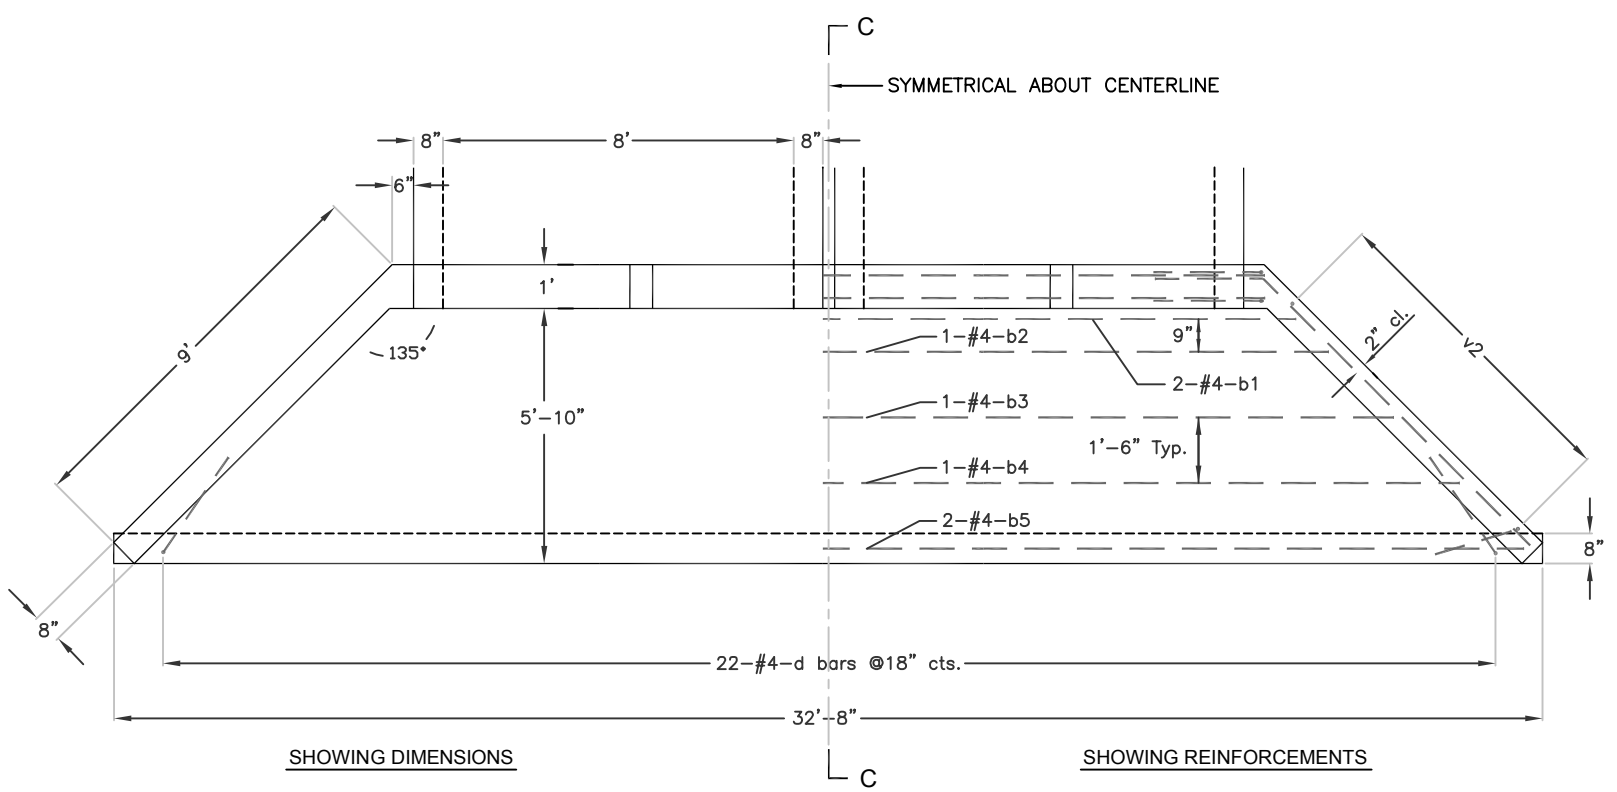 C
SYMMETRICAL ABOUT CENTERLINE
8" 8' 8"
6"
1'
135°
9'
5'-10"
1-#4-b2
9"
2" cl.
v2
2-#4-b1
1-#4-b3
1'-6" Typ.
1-#4-b4
2-#4-b5
8"
8"
22-#4-d bars @18" cts.
32'-8"
SHOWING DIMENSIONS
SHOWING REINFORCEMENTS
C